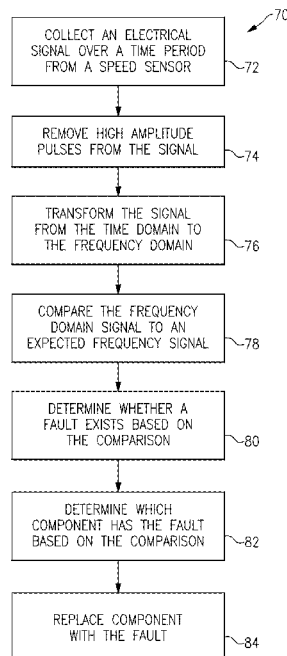 70
COLLECT AN ELECTRICAL
SIGNAL OVER A TIME PERIOD
FROM A SPEED SENSOR
72
REMOVE HIGH AMPLITUDE
PULSES FROM THE SIGNAL
74
TRANSFORM THE SIGNAL
FROM THE TIME DOMAIN TO
THE FREQUENCY DOMAIN
76
COMPARE THE FREQUENCY
DOMAIN SIGNAL TO AN
EXPECTED FREQUENCY SIGNAL
78
DETERMINE WHETHER A
FAULT EXISTS BASED ON
THE COMPARISON
80
DETERMINE WHICH
COMPONENT HAS THE FAULT
BASED ON THE COMPARISON
82
REPLACE COMPONENT
WITH THE FAULT
84